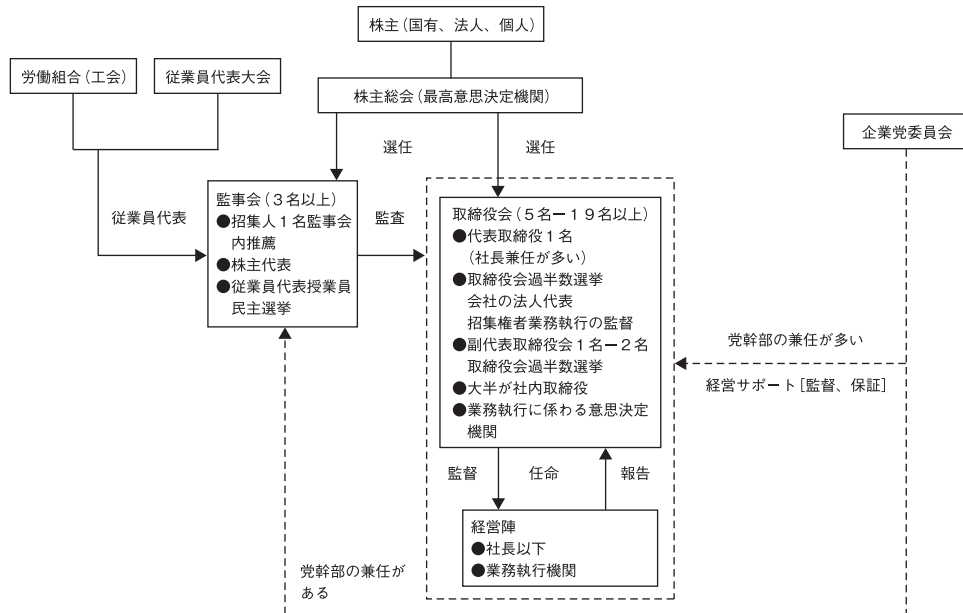 株主（国有、法人、個人）
労働組合（工会）
従業員代表大会
株主総会（最高意思決定機関）
企業党委員会
選任
選任
従業員代表
監事会（３名以上）
●招集人１名監事会
内推薦
●株主代表
●従業員代表授業員
民主選挙
監査
取締役会（５名ー１９名以上）
●代表取締役１名
（社長兼任が多い）
●取締役会過半数選挙
会社の法人代表
招集権者業務執行の監督
●副代表取締役会１名ー２名
取締役会過半数選挙
●大半が社内取締役
●業務執行に係わる意思決定
機関
党幹部の兼任が多い
経営サポート［監督、保証］
監督
任命
報告
経営陣
●社長以下
●業務執行機関
党幹部の兼任が
ある